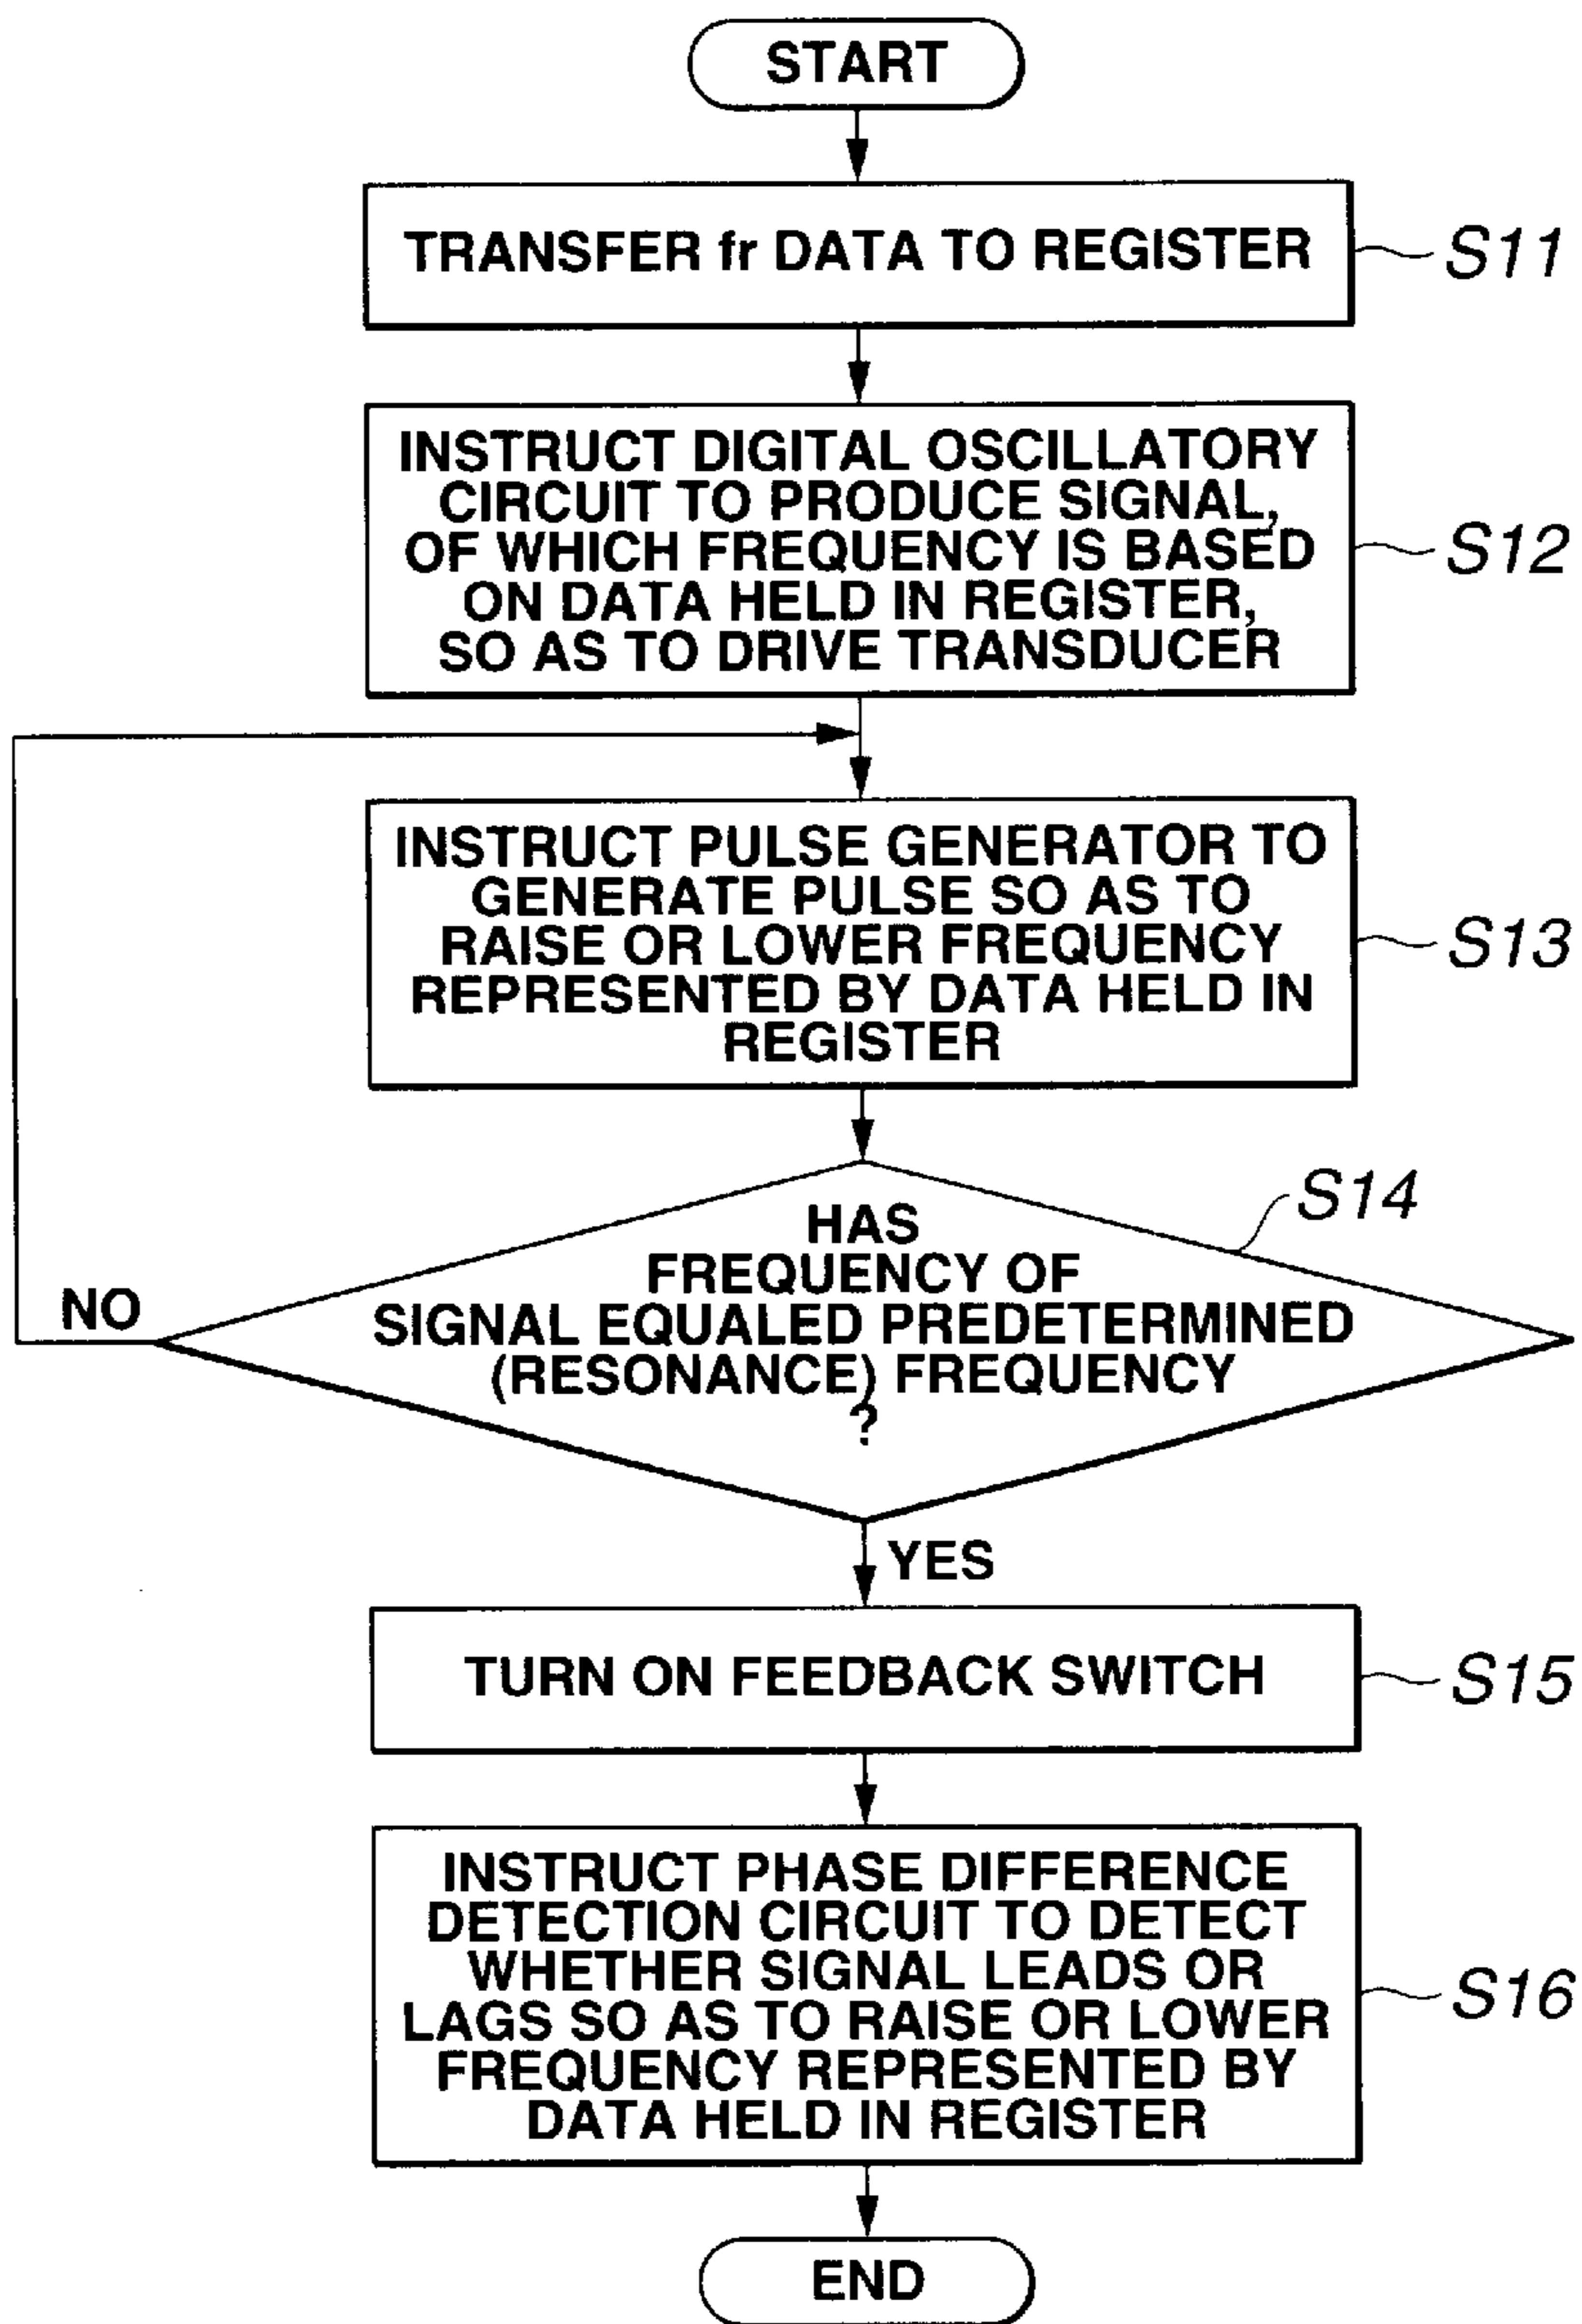 START
TRANSFER fr DATA TO REGISTER
S11
INSTRUCT DIGITAL OSCILLATORY
CIRCUIT TO PRODUCE SIGNAL,
OF WHICH FREQUENCY IS BASED
ON DATA HELD IN REGISTER,
SO AS TO DRIVE TRANSDUCER
S12
INSTRUCT PULSE GENERATOR TO
GENERATE PULSE SO AS TO
RAISE OR LOWER FREQUENCY
REPRESENTED BY DATA HELD IN
REGISTER
S13
HAS
FREQUENCY OF
SIGNAL EQUALED PREDETERMINED
(RESONANCE) FREQUENCY
?
S14
NO
YES
TURN ON FEEDBACK SWITCH
S15
INSTRUCT PHASE DIFFERENCE
DETECTION CIRCUIT TO DETECT
WHETHER SIGNAL LEADS OR
LAGS SO AS TO RAISE OR LOWER
FREQUENCY REPRESENTED BY
DATA HELD IN REGISTER
S16
END